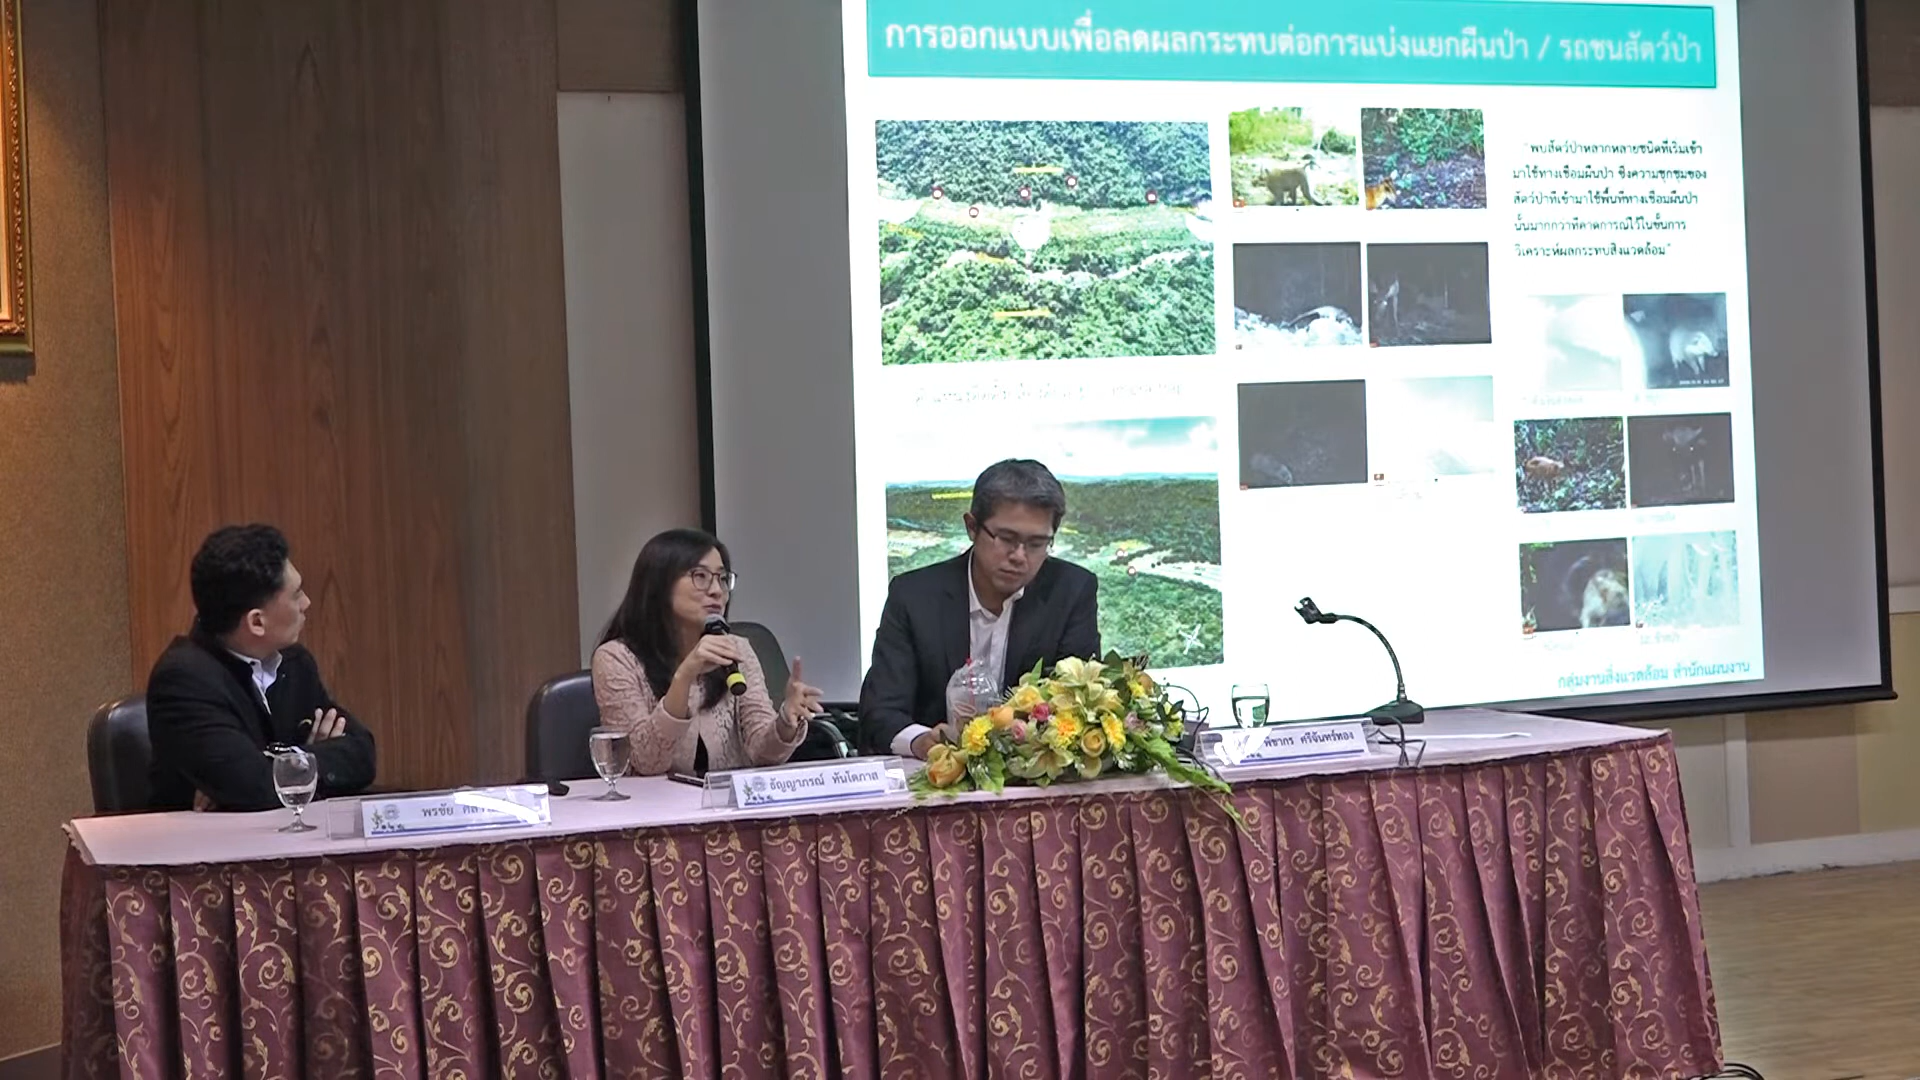 การออกแบบเพื่อลดผลกระทบต่อการแบ่งแยกผืนป่า / รถชนสัตว์ป่า
"พบสัตว์ป่าหลากหลายชนิดที่เริ่มเข้า
มาใช้ทางเชื่อมผืนป่า ซึ่งความชุกชุมของ
สัตว์ป่าที่เข้ามาใช้พื้นที่ทางเชื่อมผืนป่า
นั้นมากกว่าที่คาดการณ์ไว้ในขั้นการ
วิเคราะห์ผลกระทบสิ่งแวดล้อม"
กลุ่มงานสิ่งแวดล้อม สำนักแผนงาน
พรชัย
ธัญญาภรณ์ ทันโดภาส
พิชากร ศรีจันทร์ทอง